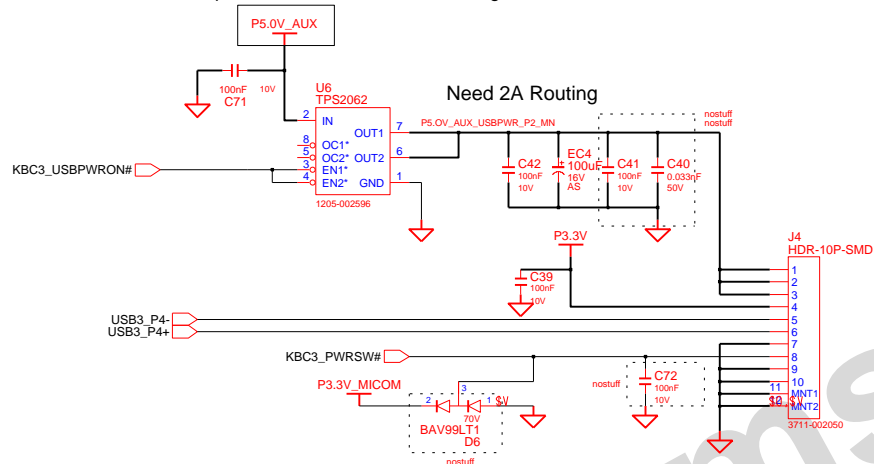 P5.0V_AUX
100nF 10V
C71
U6
TPS2062
Need 2A Routing
2 IN
OUT1 7
P5.OV_AUX_USBPWR_P2_MN
nostuff
nostuff
8 OC1*
5 OC2* OUT2 6
KBC3_USBPWRON#
3 EN1*
4 EN2* GND 1
1205-002596
C42
100nF
10V
EC4
100uF
16V
AS
C41
100nF
10V
C40
0.033nF
50V
P3.3V
C39
100nF
10V
J4
HDR-10P-SMD
1
2
3
4
USB3_P4- 5
USB3_P4+ 6
7
KBC3_PWRSW# 8
9
10
11 MNT1
MNT2
3711-002050
nostuff
C72
100nF
10V
P3.3V_MICOM
2
3
1
70V
BAV99LT1
D6
nostuff